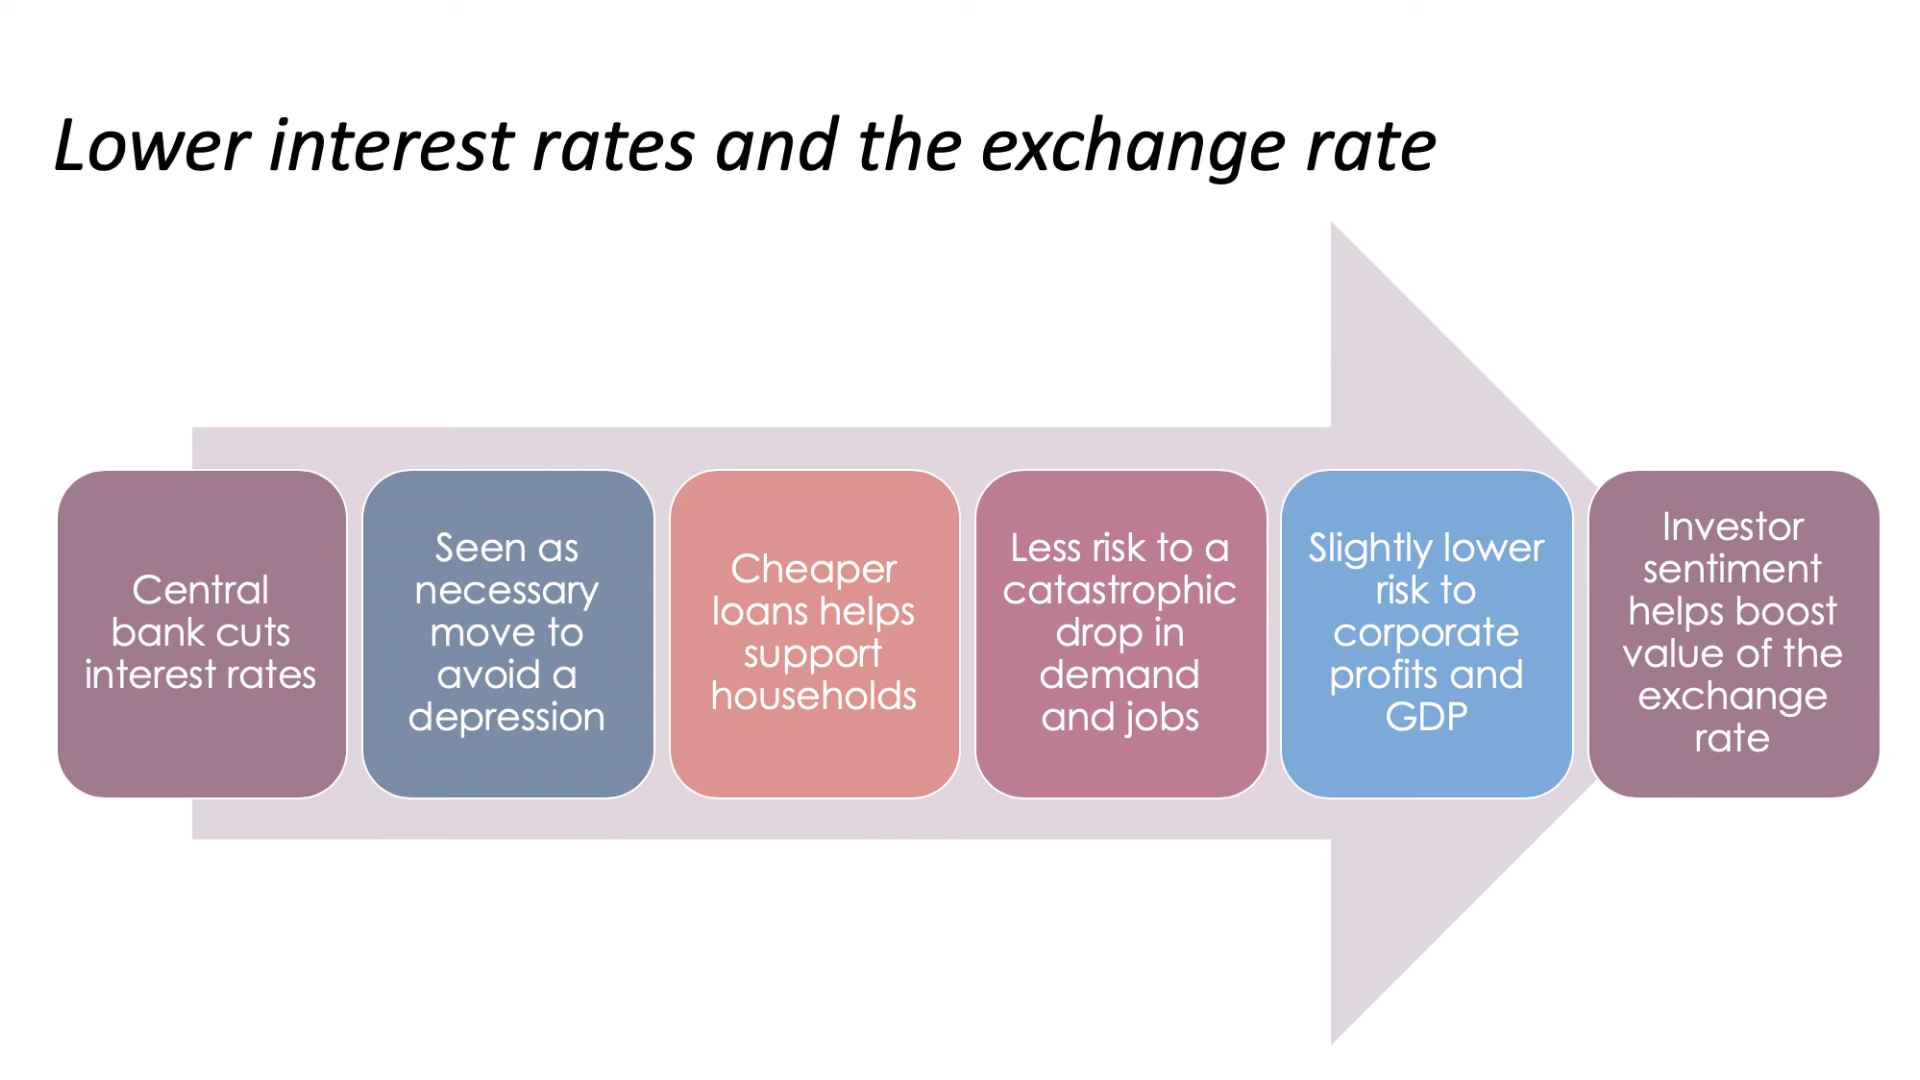 Lower interest rates and the exchange rate
Central
bank cuts
interest rates
Seen as
necessary
move to
avoid a
depression
Cheaper
loans helps
support
households
Less risk to a
catastrophic
drop in
demand
and jobs
Slightly lower
risk to
corporate
profits and
GDP
Investor
sentiment
helps boost
value of the
exchange
rate